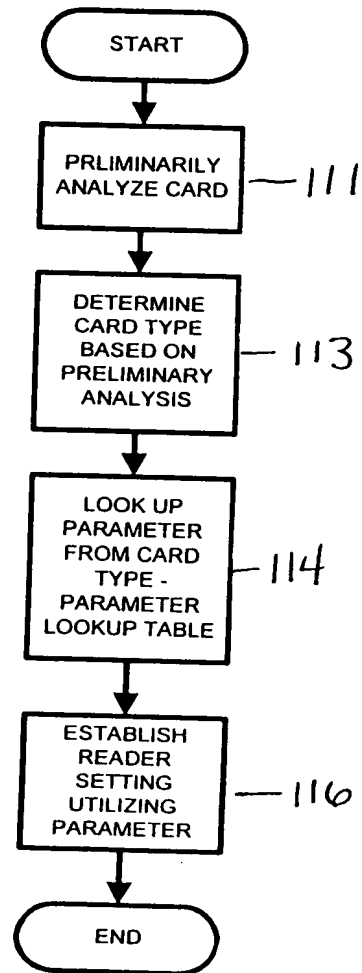 START
PRLIMINARILY
ANALYZE CARD
111
DETERMINE
CARD TYPE
BASED ON
PRELIMINARY
ANALYSIS
113
LOOK UP
PARAMETER
FROM CARD
TYPE -
PARAMETER
LOOKUP TABLE
114
ESTABLISH
READER
SETTING
UTILIZING
PARAMETER
116
END